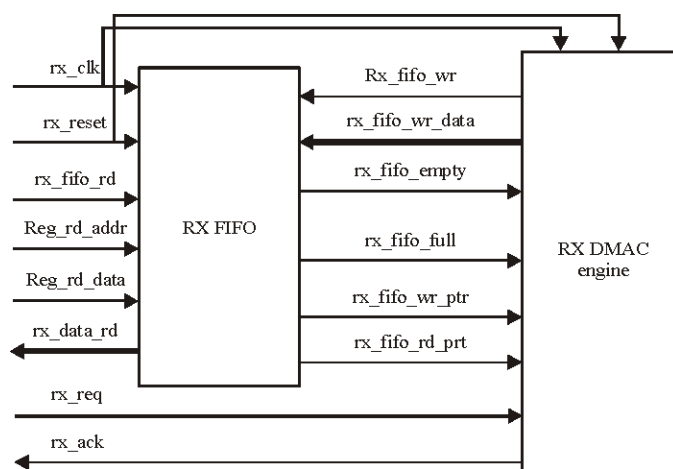 rx_clk
rx_reset
rx_fifo_rd
Reg_rd_addr
Reg_rd_data
rx_data_rd
rx_req
rx_ack
RX FIFO
Rx_fifo_wr
rx_fifo_wr_data
rx_fifo_empty
rx_fifo_full
rx_fifo_wr_ptr
rx_fifo_rd_prt
RX DMAC
engine